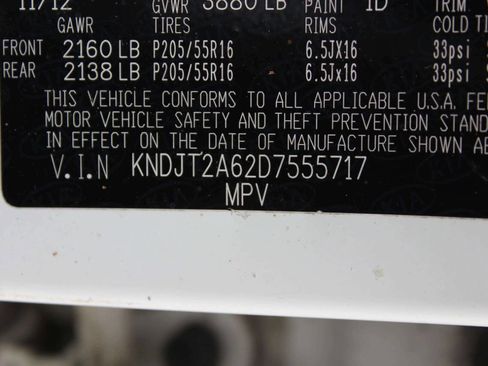 11/12 GVWR 3880 LB PAINT 1D TRIM
GAWR TIRES RIMS COLD
FRONT 2160 LB P205/55R16 6.5JX16 33psi
REAR 2138 LB P205/55R16 6.5Jx16 33psi
THIS VEHICLE CONFORMS TO ALL APPLICABLE U.S.A. FE
MOTOR VEHICLE SAFETY AND THEFT PREVENTION STAND
IN EFFECT ON THE DATE OF MANUFACTURE SHOWN AB
V.I.N KNDJT2A62D7555717
MPV